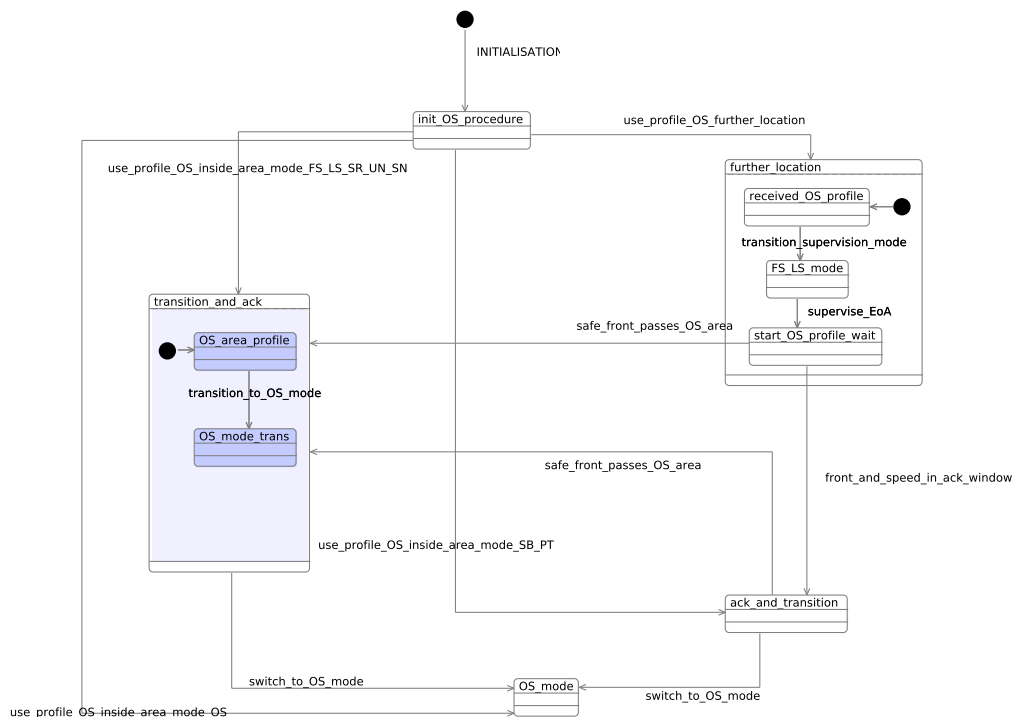 INITIALISATION
init_OS_procedure
use_profile_OS_further_location
use_profile_OS_inside_area_mode_FS_LS_SR_UN_SN
further_location
received_OS_profile
transition_supervision_mode
FS_LS_mode
supervise_EoA
transition_and_ack
safe_front_passes_OS_area
start_OS_profile_wait
OS_area_profile
transition_to_OS_mode
OS_mode_trans
safe_front_passes_OS_area
front_and_speed_in_ack_window
use_profile_OS_inside_area_mode_SB_PT
ack_and_transition
switch_to_OS_mode
OS_mode
switch_to_OS_mode
use_profile_OS_inside_area_mode_OS